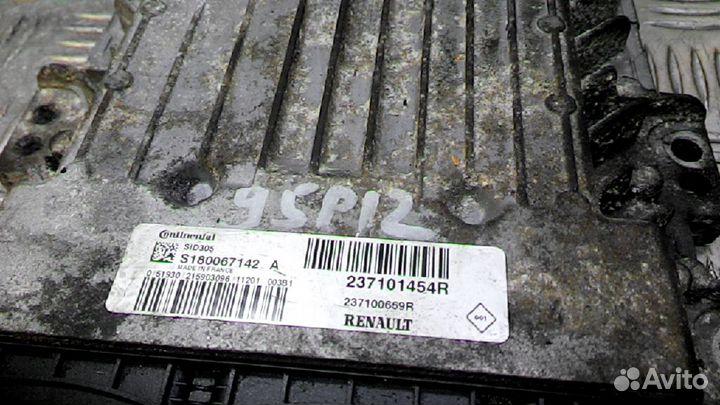 95P12
Continental
SID305
S180067142 A
MADE IN FRANCE
237101454R
237100659R
RENAULT
Avito